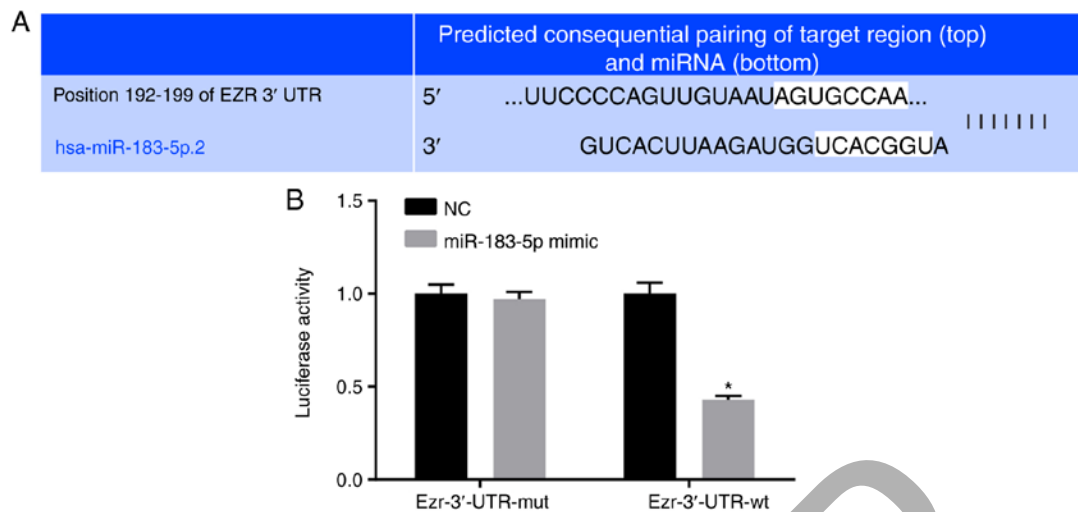 A
Predicted consequential pairing of target region (top)
and miRNA (bottom)
Position 192-199 of EZR 3′ UTR 5′ ...UUCCCCAGUUGUAAUAGUGCCAA...
hsa-miR-183-5p.2 3′ GUCACUUAAGAUGGUCACGGUA
B
1.5
NC
miR-183-5p mimic
1.0
Luciferase activity
0.5
*
0.0
Ezr-3′-UTR-mut Ezr-3′-UTR-wt